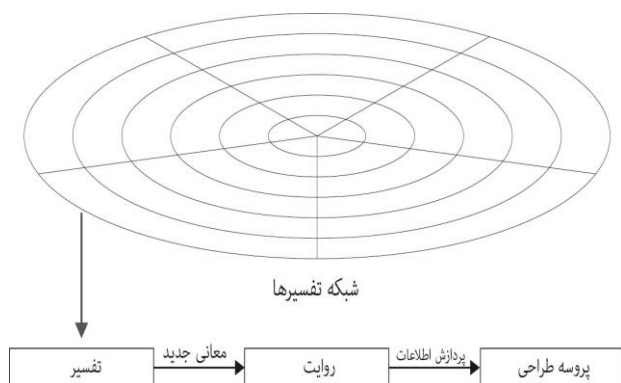 شبکه تفسیرها
تفسیر
معانی جدید
روایت
پردازش اطلاعات
پروسه طراحی